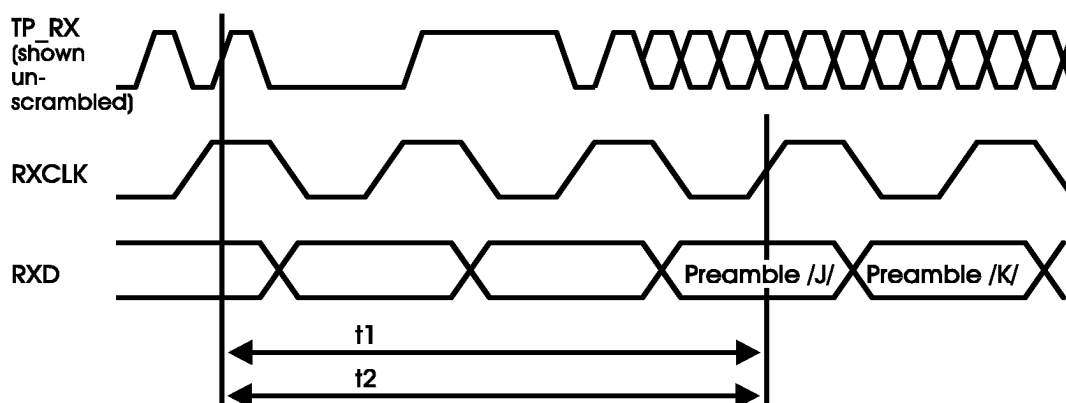 TP_RX
(shown
un-
scrambled)
RXCLK
RXD
Preamble /J/
Preamble /K/
t1
t2